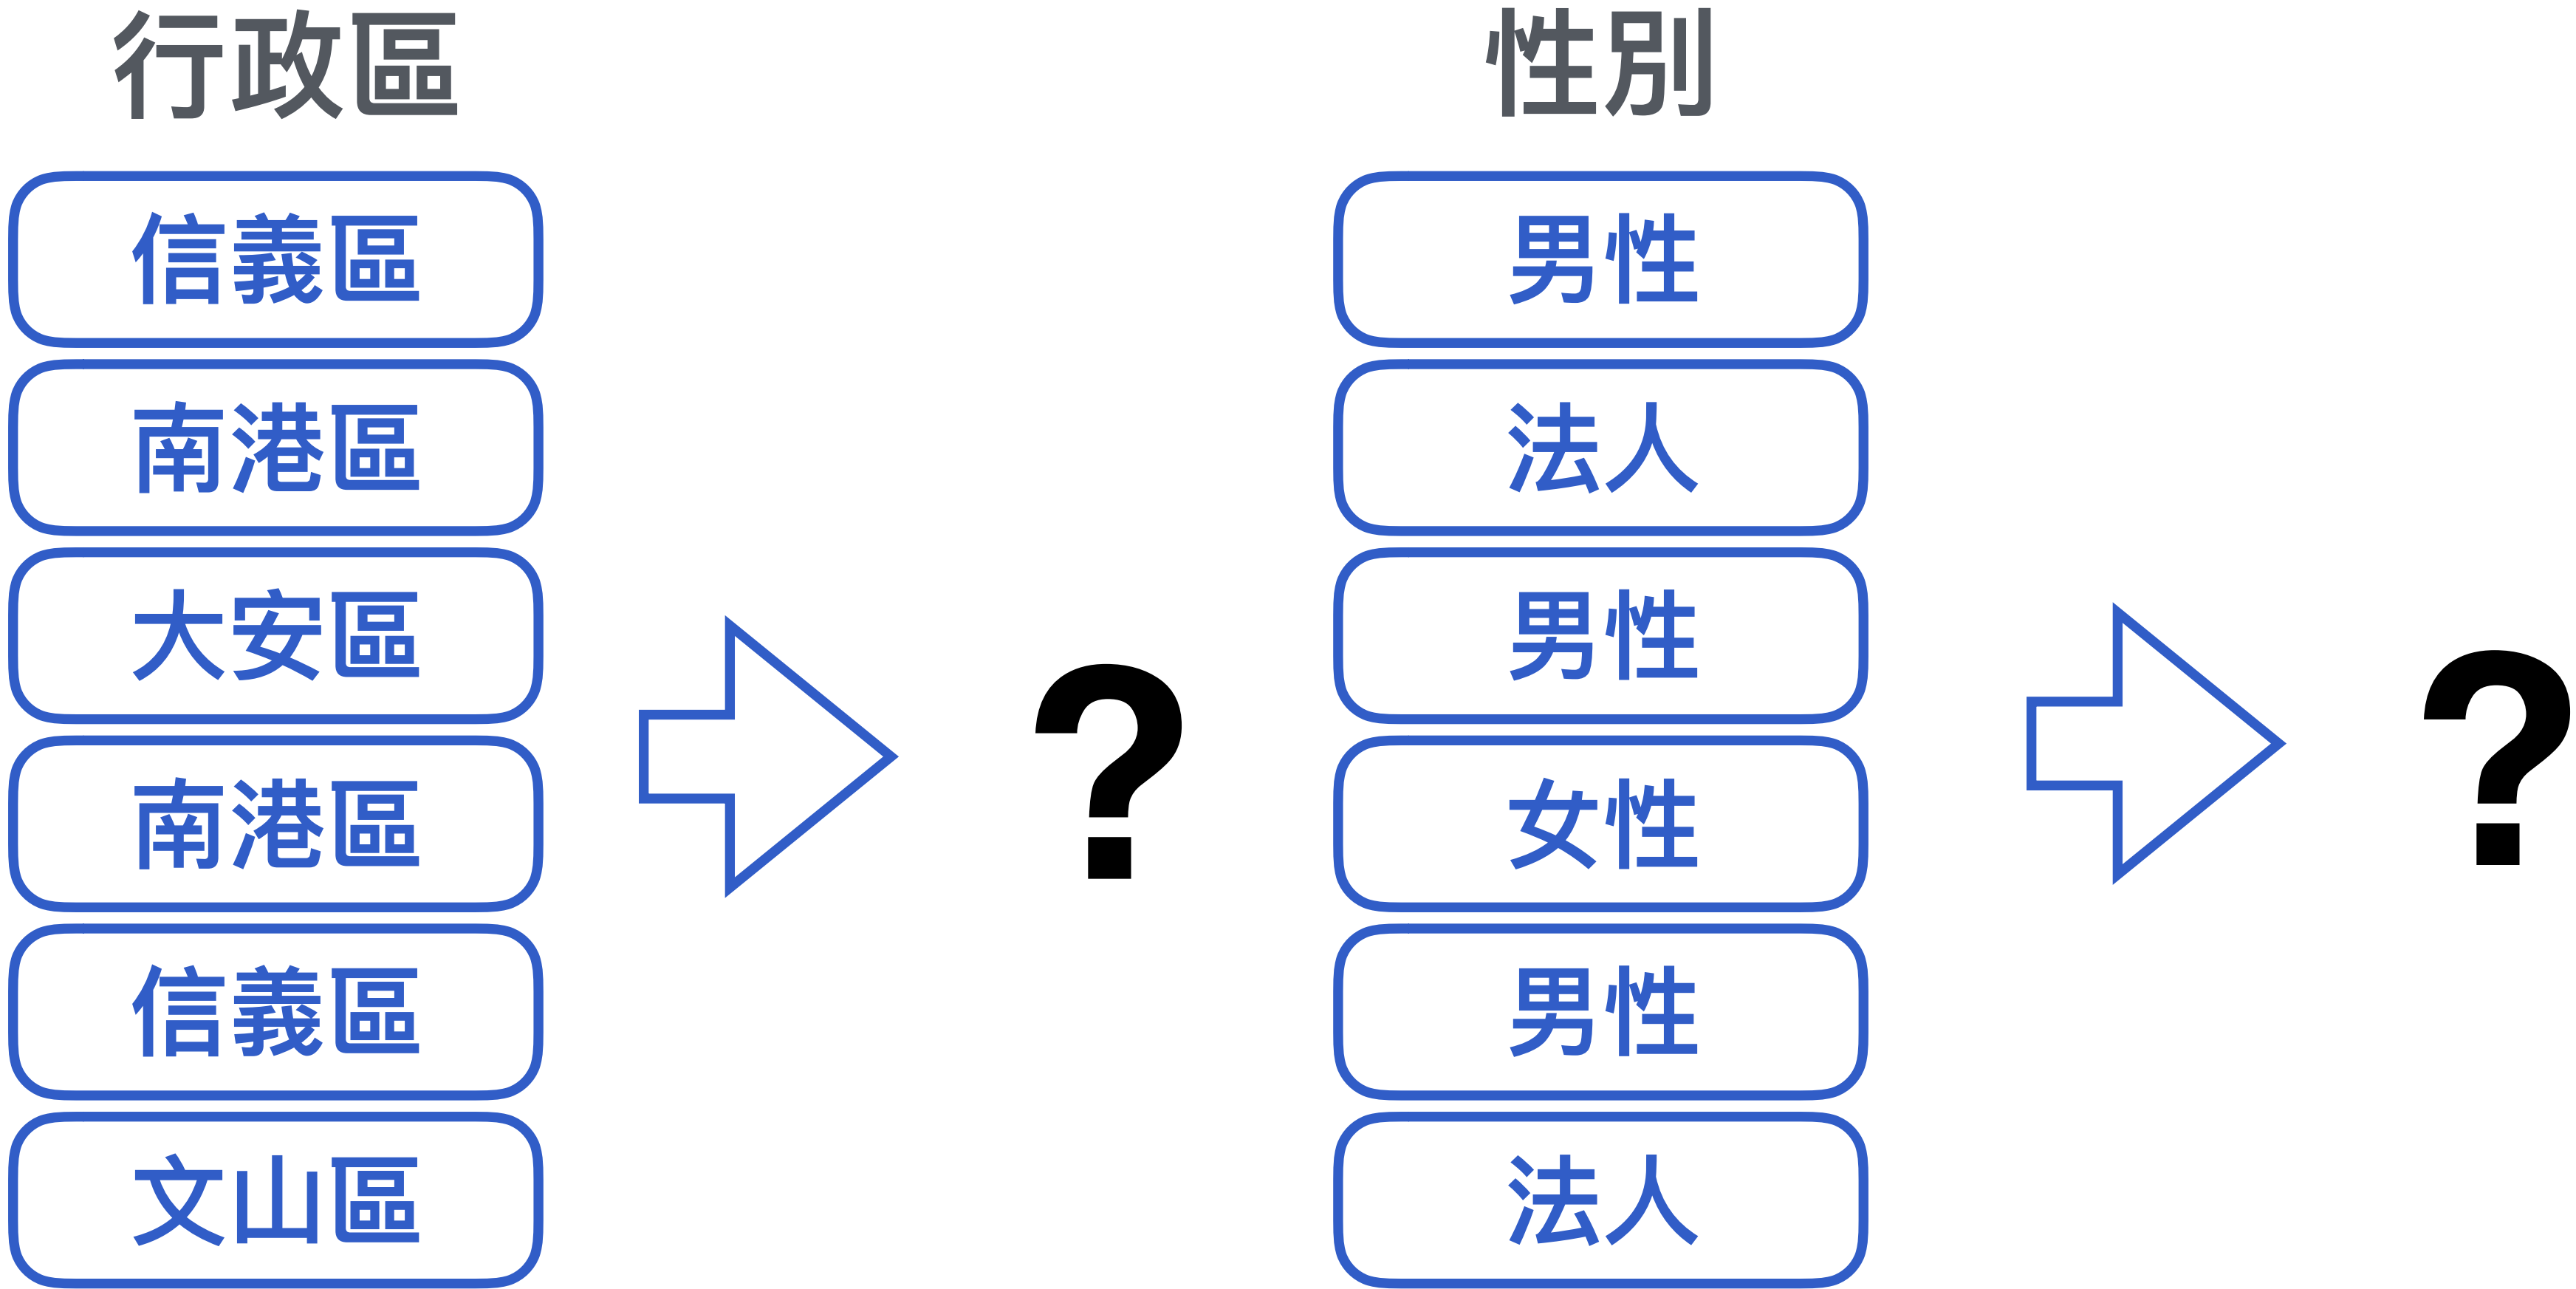 行政區
信義區
南港區
大安區
南港區
信義區
文山區
?
性別
男性
法人
男性
女性
男性
法人
?